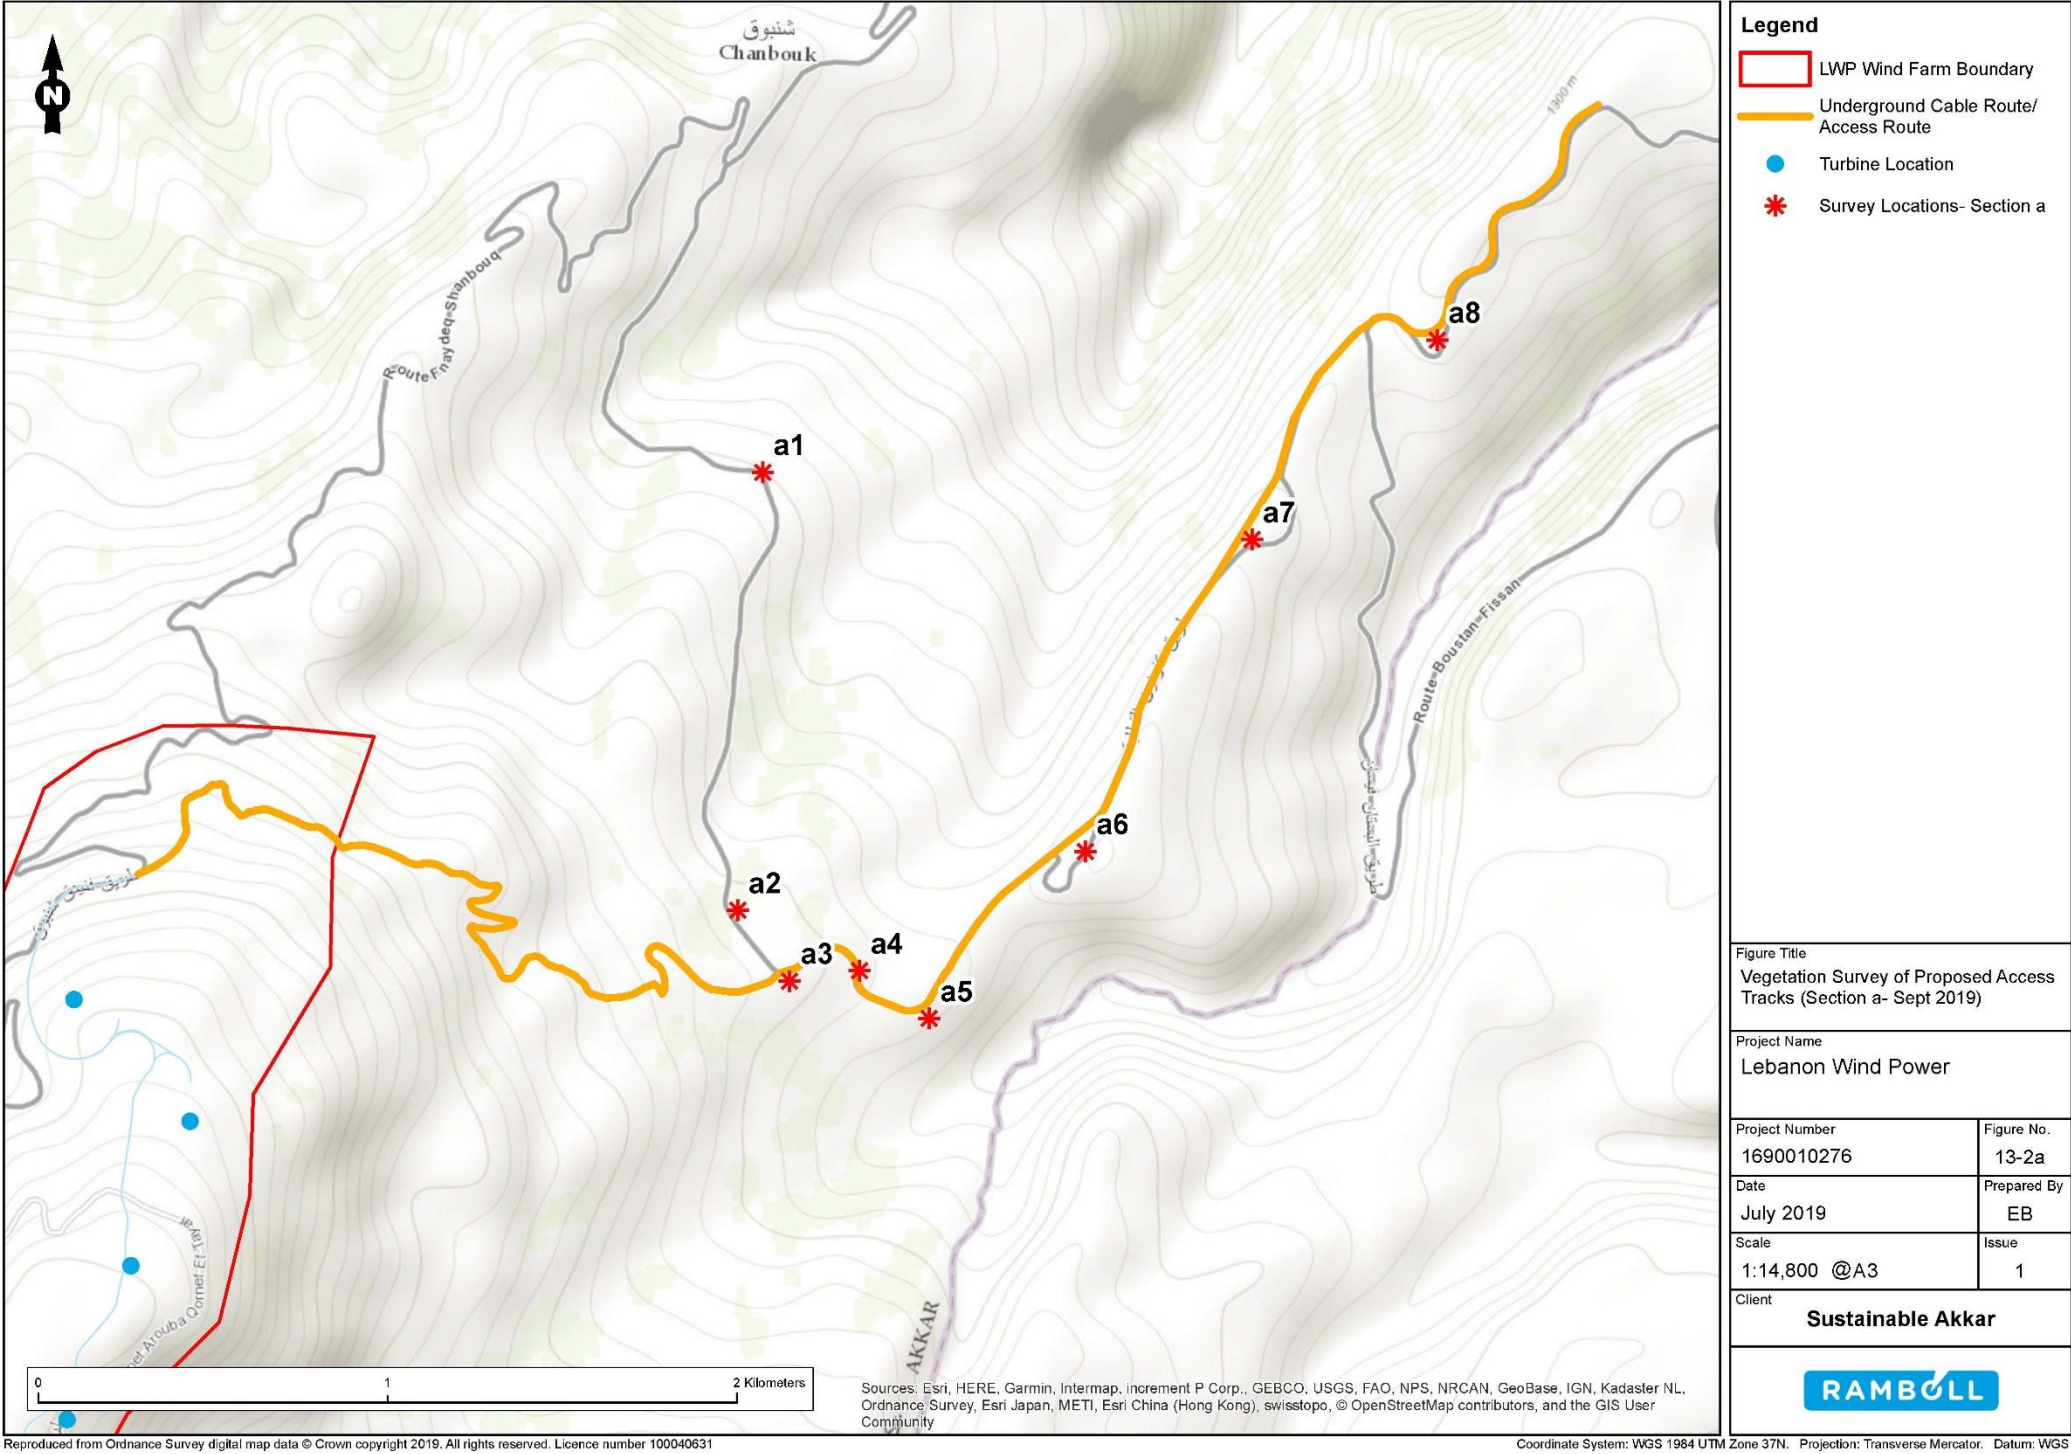 شنبوق
Chanbouk
N
1300 m
Route Fnaydeq-Shanbouq
a8
a1
a7
Route-Boustan-Fissan
a6
طريق-البستان-فيسان
a2
a3
a4
a5
Arouba Qornet El-Tayar
AKKAR
0 1 2 Kilometers
Sources: Esri, HERE, Garmin, Intermap, increment P Corp., GEBCO, USGS, FAO, NPS, NRCAN, GeoBase, IGN, Kadaster NL,
Ordnance Survey, Esri Japan, METI, Esri China (Hong Kong), swisstopo, © OpenStreetMap contributors, and the GIS User
Community
Legend
LWP Wind Farm Boundary
Underground Cable Route/
Access Route
Turbine Location
Survey Locations- Section a
Figure Title
Vegetation Survey of Proposed Access
Tracks (Section a- Sept 2019)
Project Name
Lebanon Wind Power
Project Number
1690010276
Figure No.
13-2a
Date
July 2019
Prepared By
EB
Scale
1:14,800 @A3
Issue
1
Client
Sustainable Akkar
RAMBOLL
Reproduced from Ordnance Survey digital map data © Crown copyright 2019. All rights reserved. Licence number 100040631
Coordinate System: WGS 1984 UTM Zone 37N. Projection: Transverse Mercator. Datum: WGS